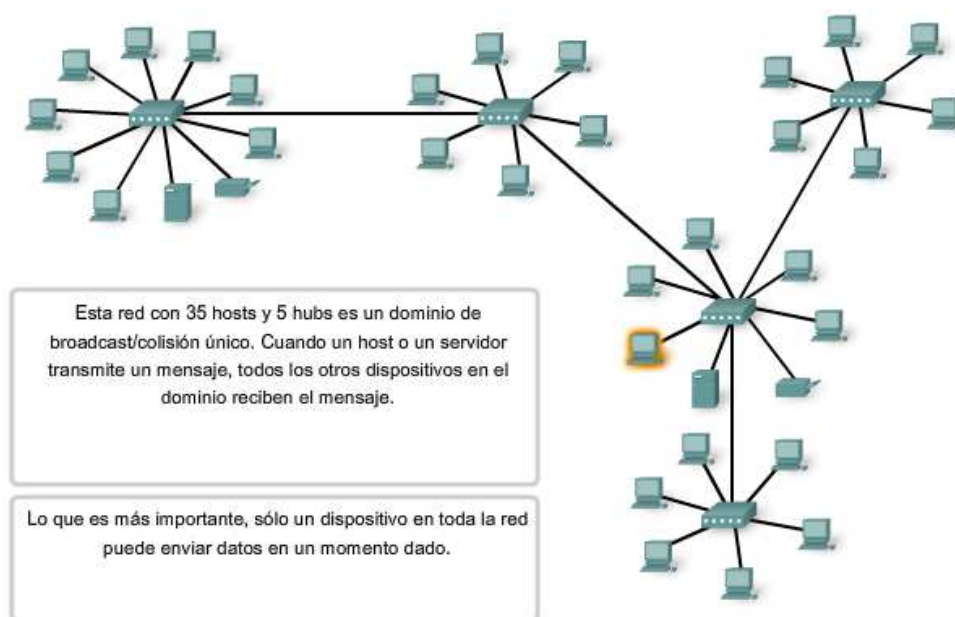 Esta red con 35 hosts y 5 hubs es un dominio de
broadcast/colisión único. Cuando un host o un servidor
transmite un mensaje, todos los otros dispositivos en el
dominio reciben el mensaje.
Lo que es más importante, sólo un dispositivo en toda la red
puede enviar datos en un momento dado.